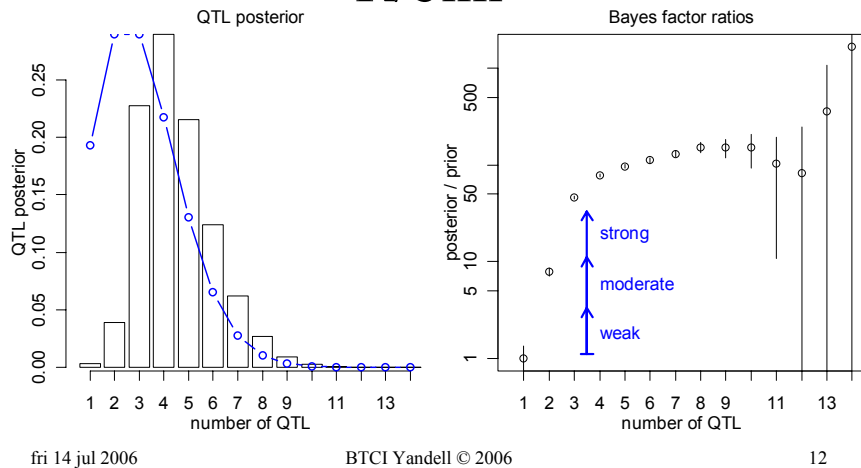 QTL posterior
QTL posterior
0.00 0.05 0.10 0.15 0.20 0.25
1 2 3 4 5 6 7 8 9 11 13
number of QTL
Bayes factor ratios
posterior / prior
1 5 10 50 500
strong
moderate
weak
1 2 3 4 5 6 7 8 9 11 13
number of QTL
fri 14 jul 2006
BTCI Yandell © 2006
12